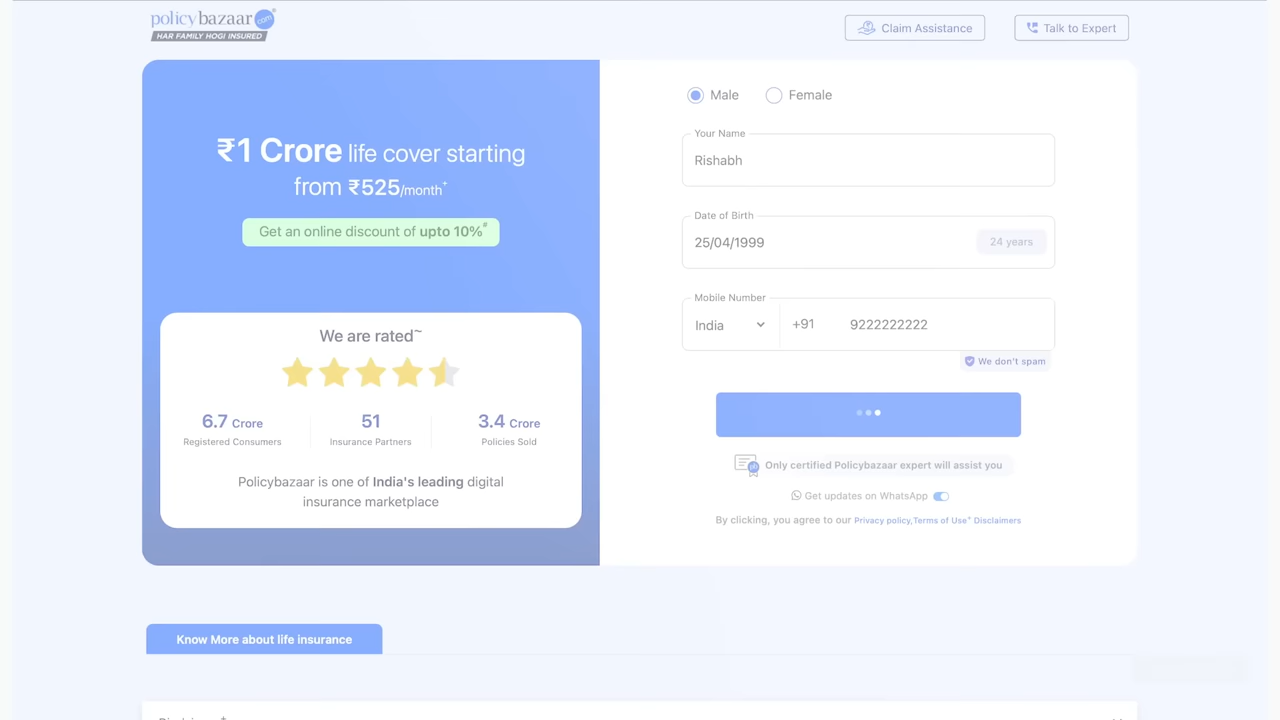 policybazaar com
HAR FAMILY HOGI INSURED
Claim Assistance
Talk to Expert
₹1 Crore life cover starting
from ₹525/month+
Get an online discount of upto 10%#
We are rated~
6.7 Crore
Registered Consumers
51
Insurance Partners
3.4 Crore
Policies Sold
Policybazaar is one of India's leading digital
insurance marketplace
Male
Female
Your Name
Rishabh
Date of Birth
25/04/1999
24 years
Mobile Number
India
+91
9222222222
We don't spam
Only certified Policybazaar expert will assist you
Get updates on WhatsApp
By clicking, you agree to our Privacy policy,Terms of Use+ Disclaimers
Know More about life insurance